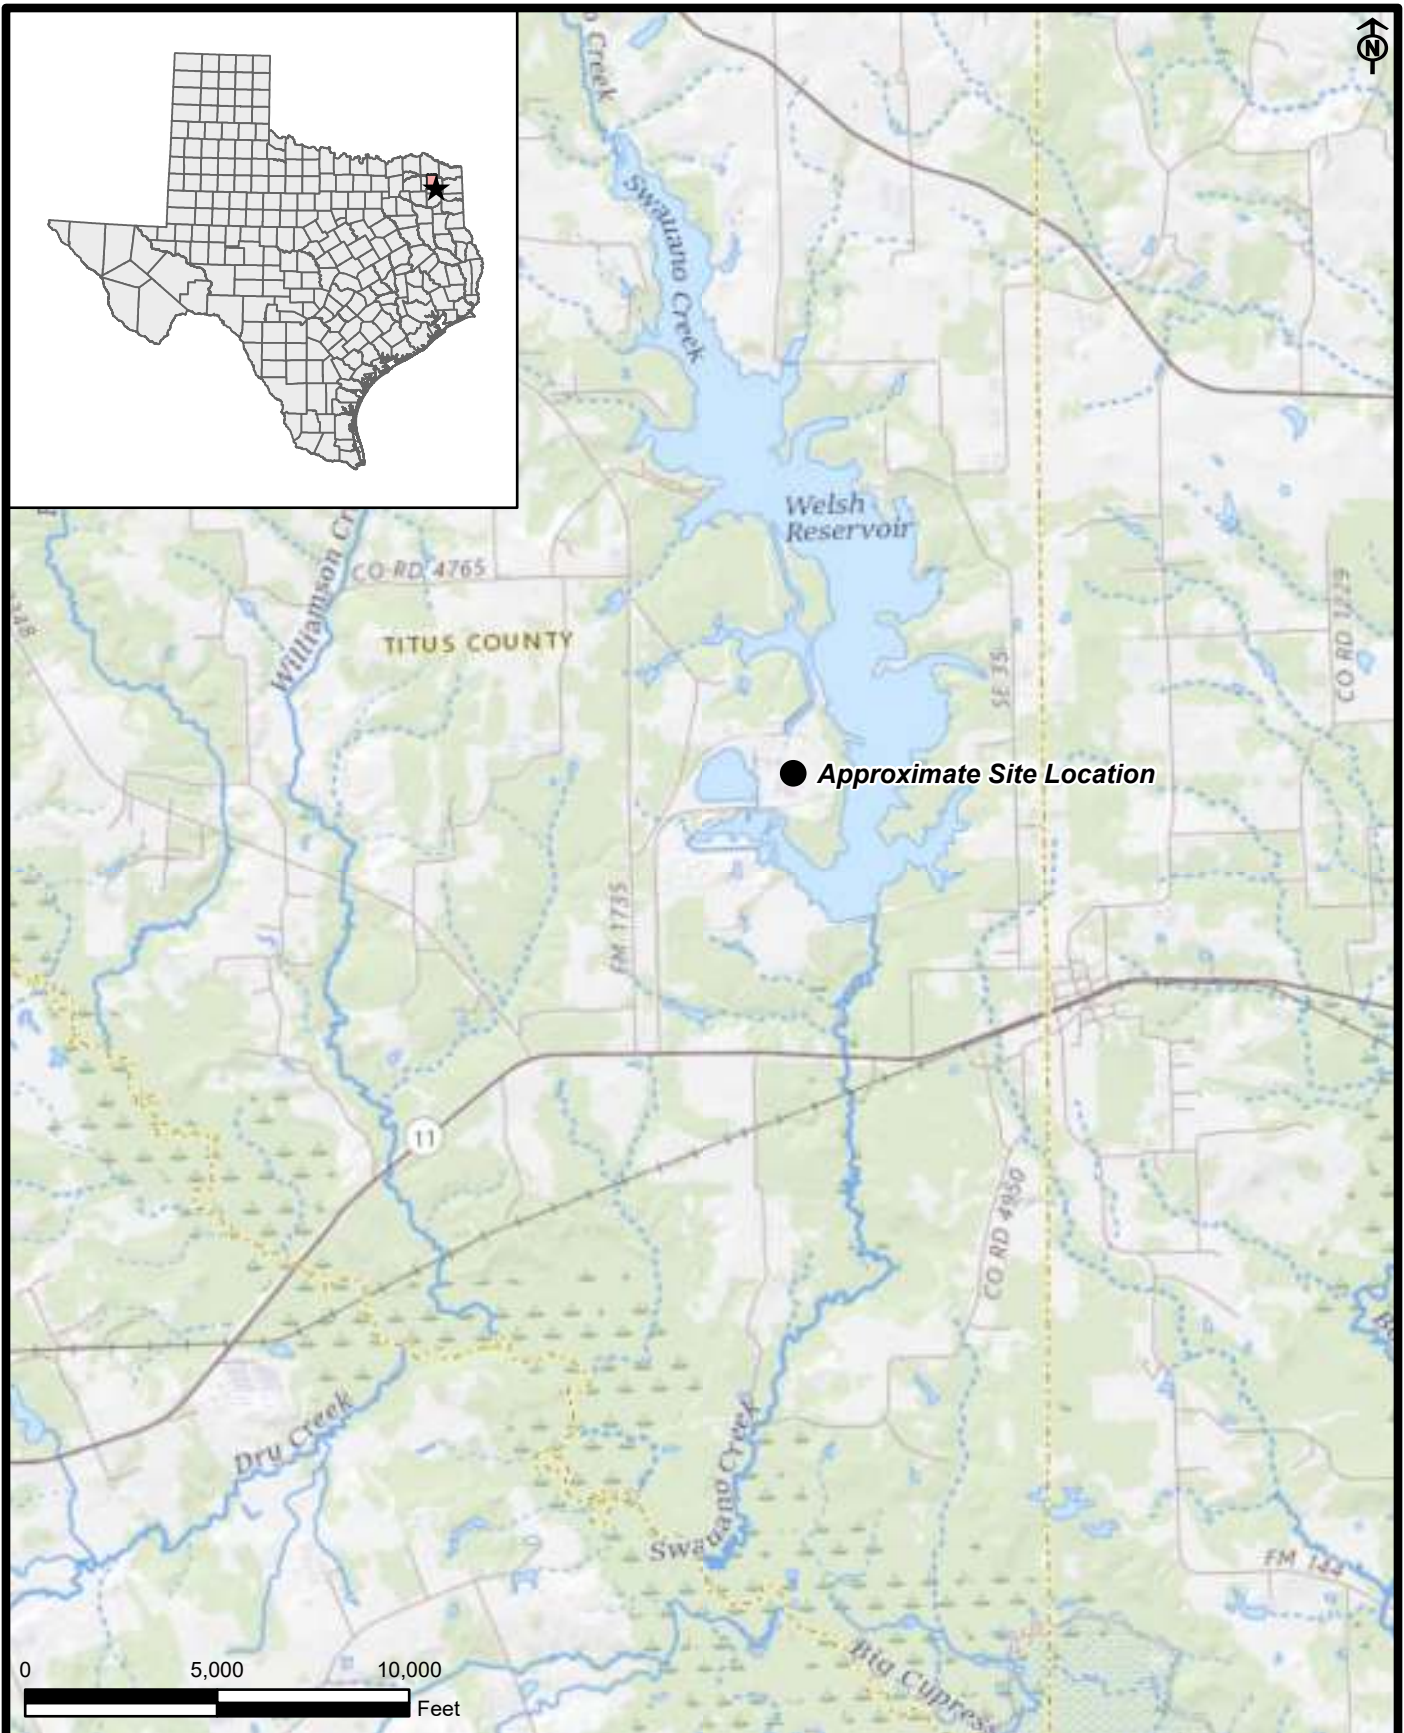 N
Creek
Swauano Creek
Welsh
Reservoir
Williamson Cr
CO RD 4765
TITUS COUNTY
348
SE 35
CO RD 1229
Approximate Site Location
FM 1735
11
CO RD 4950
Dry Creek
Swauano Creek
FM 144
Big Cypress
0 5,000 10,000
Feet